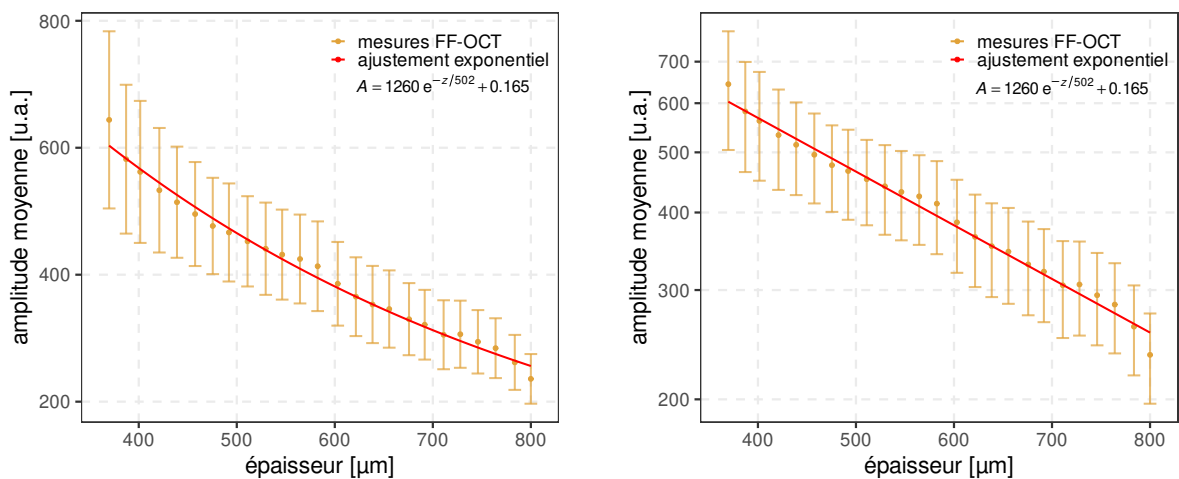 800
600
400
200
400
500
600
700
800
amplitude moyenne [u.a.]
épaisseur [µm]
mesures FF-OCT
ajustement exponentiel
A = 1260 e^{−z/502} + 0.165
700
600
500
400
300
200
400
500
600
700
800
amplitude moyenne [u.a.]
épaisseur [µm]
mesures FF-OCT
ajustement exponentiel
A = 1260 e^{−z/502} + 0.165